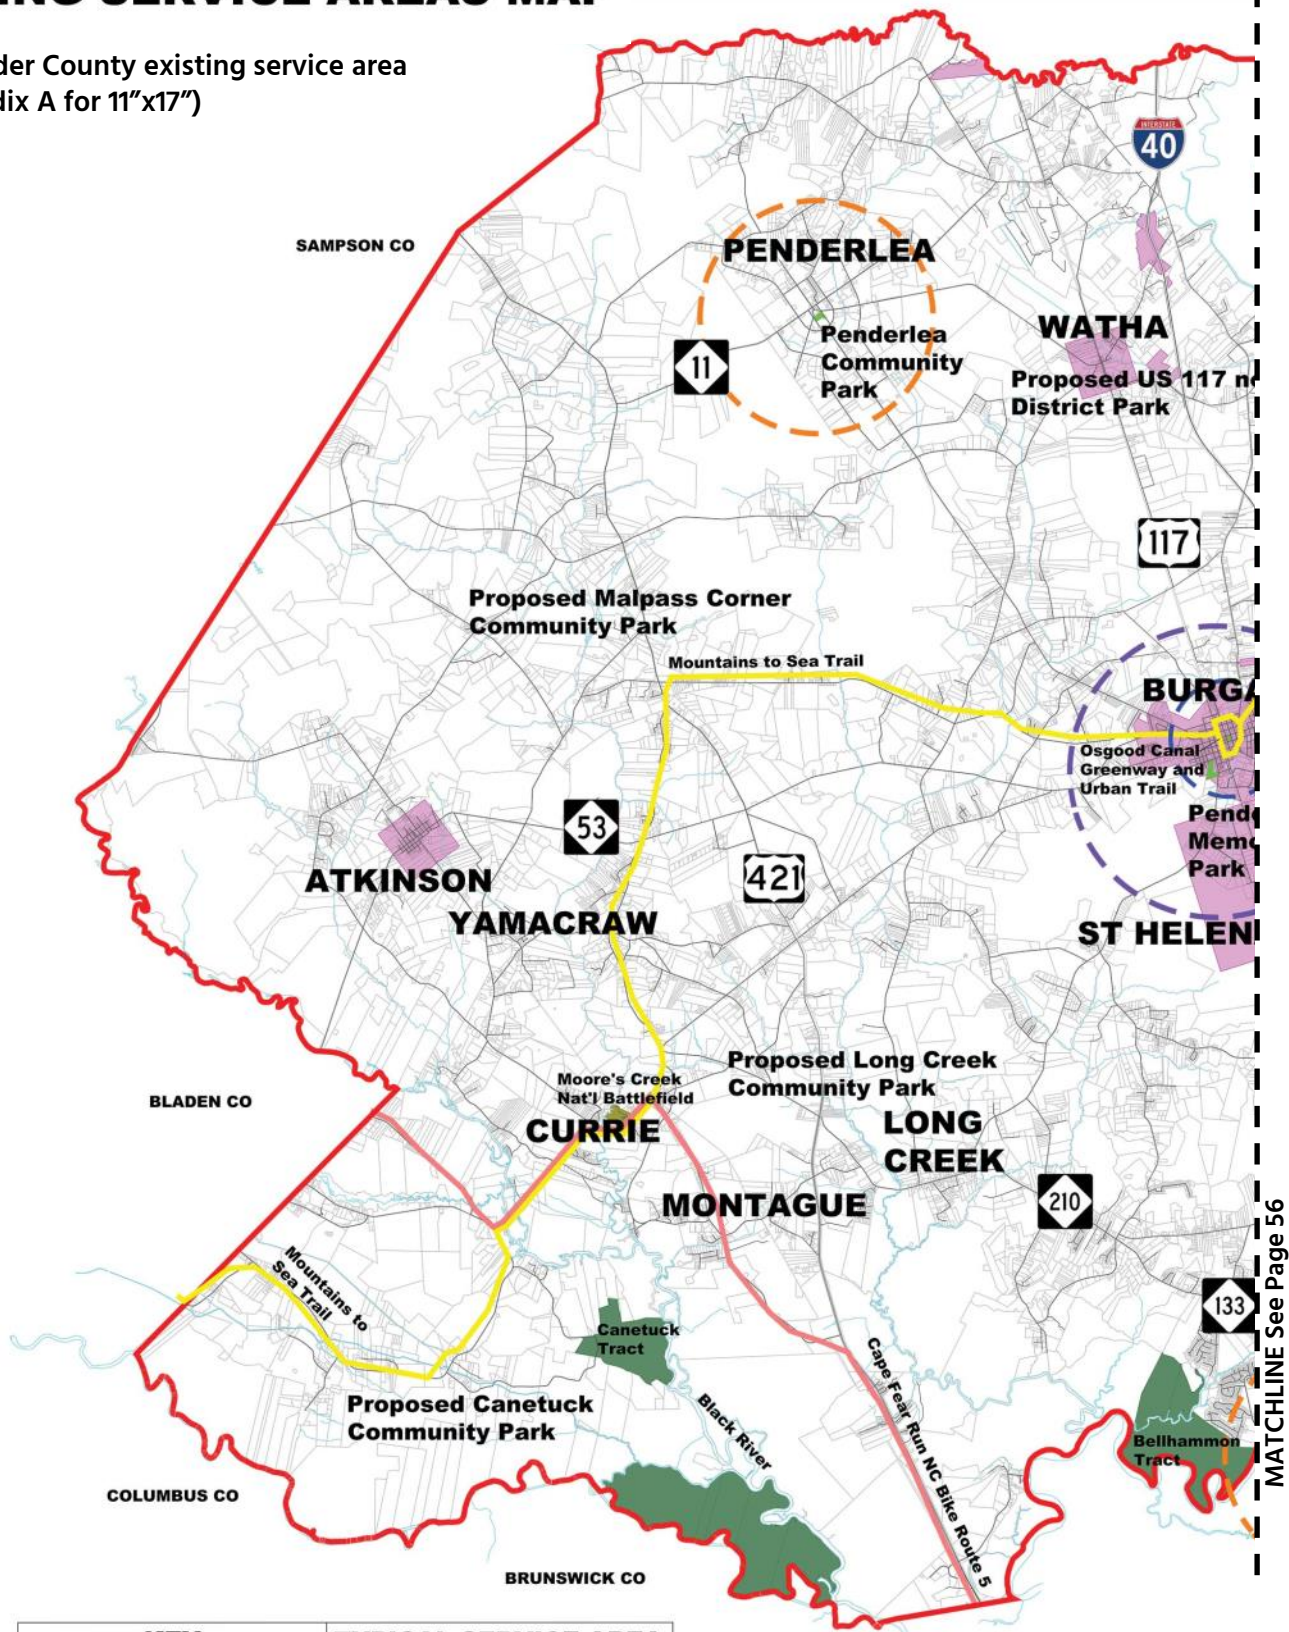 der County existing service area
dix A for 11”x17”)
INTERSTATE
40
SAMPSON CO
PENDERLEA
WATHA
Penderlea
Community
Park
11
Proposed US 117
District Park
117
Proposed Malpass Corner
Community Park
Mountains to Sea Trail
BURGA
Osgood Canal
Greenway and
Urban Trail
53
421
Park
ATKINSON
YAMACRAW
ST HELEN
Proposed Long Creek
Community Park
Moore's Creek
Nat'l Battlefield
BLADEN CO
CURRIE
LONG
CREEK
MONTAGUE
210
MATCHLINE See Page 56
Mountains to
Sea Trail
133
Canetuck
Tract
Cape Fear Run NC Bike Route 5
Proposed Canetuck
Community Park
Black River
Bellhammon
Tract
COLUMBUS CO
BRUNSWICK CO